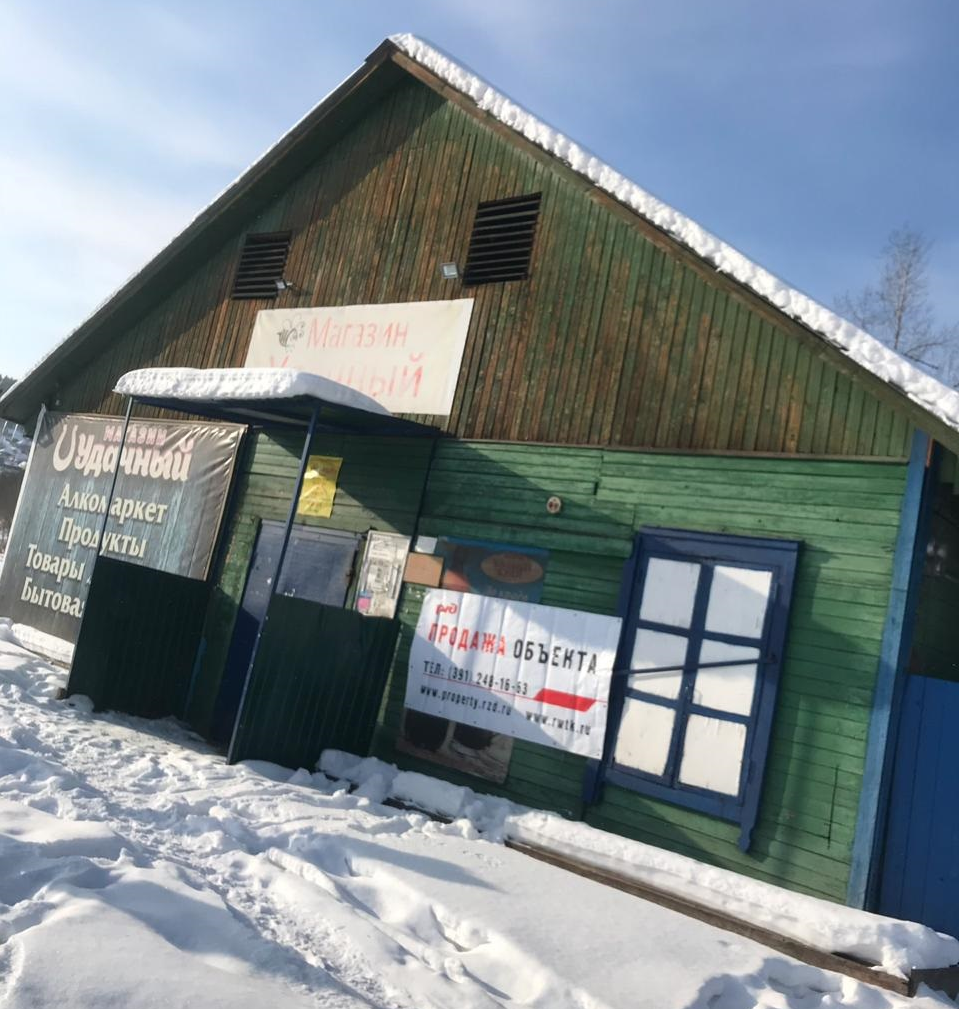 Магазин
МАГАЗИН
Удачный
Алкомаркет
Продукты
Товары
ржд
ПРОДАЖА ОБЪЕКТА
ТЕЛ: (391) 248-16-53
www.property.rzd.ru www.rwtk.ru